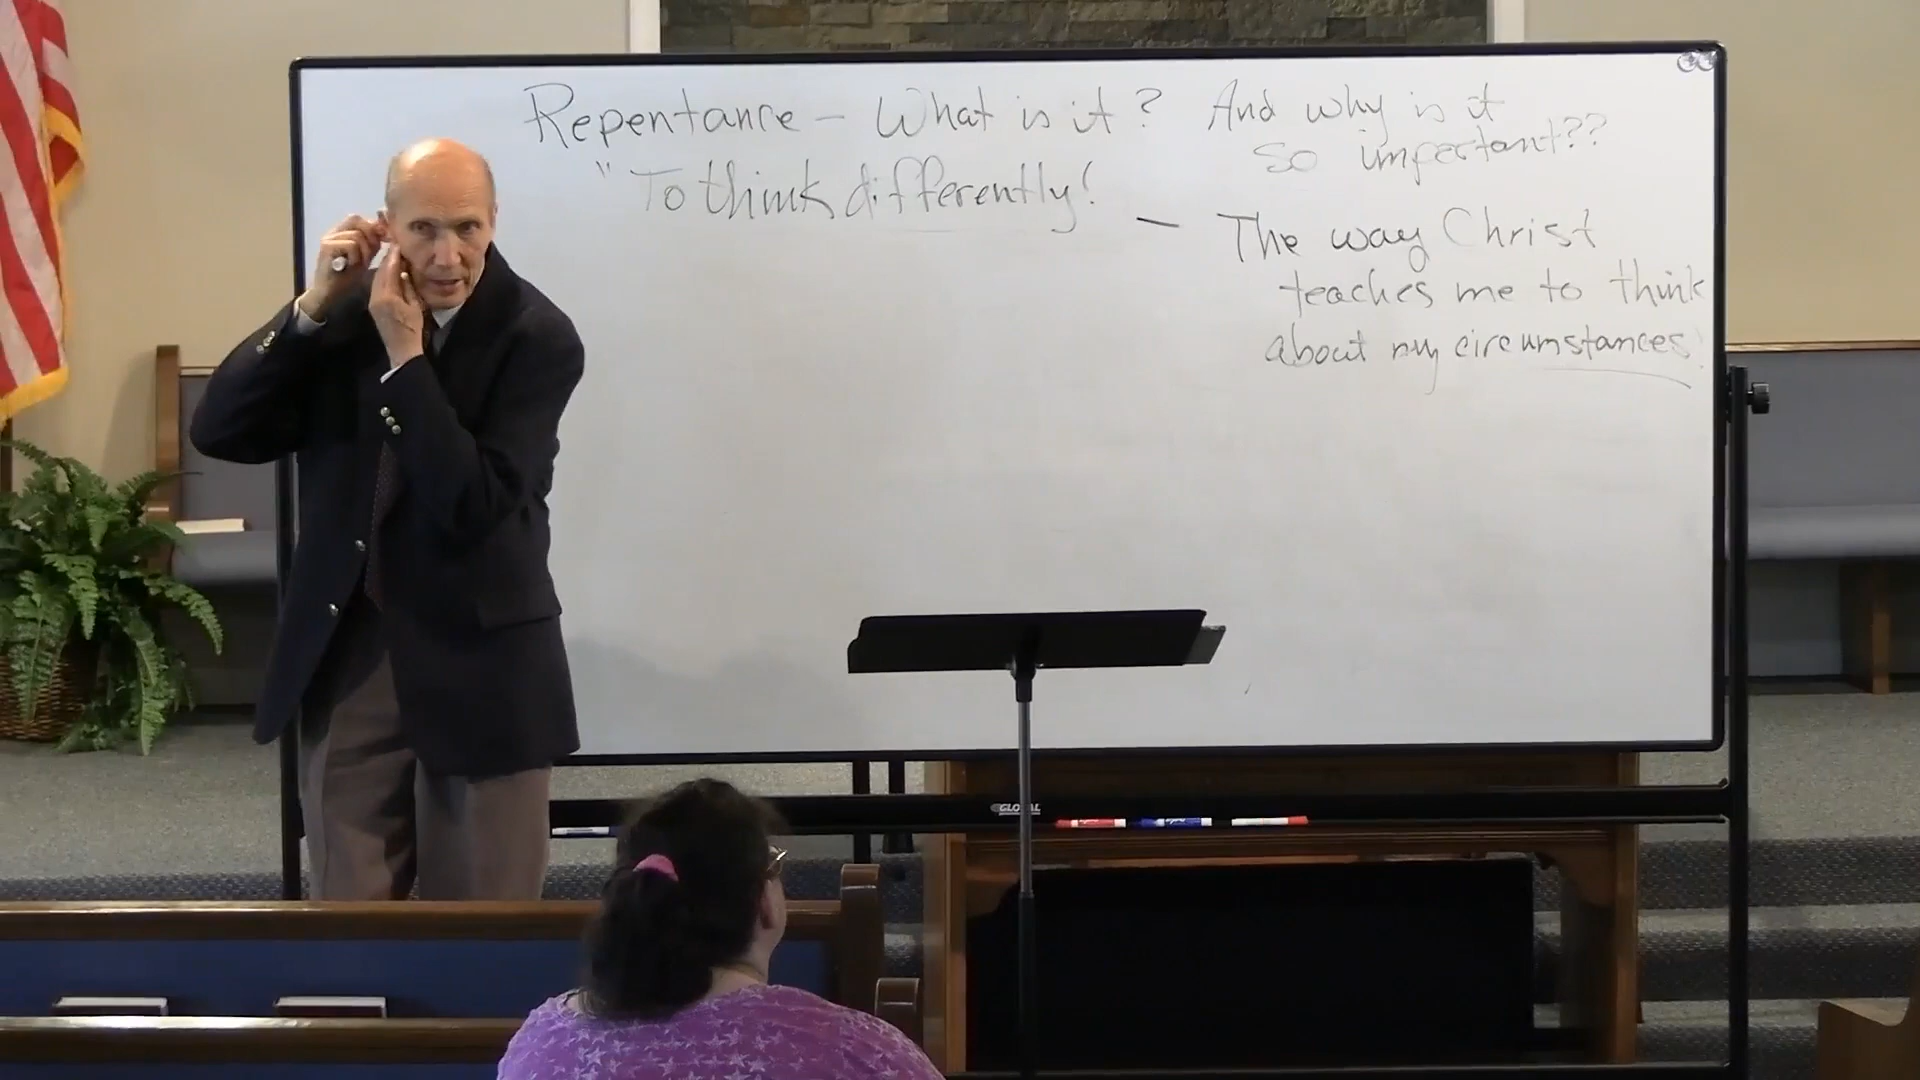 Repentance - What is it? And why is it
so important??
"To think differently!
- The way Christ
teaches me to think
about my circumstances!
GLOBAL